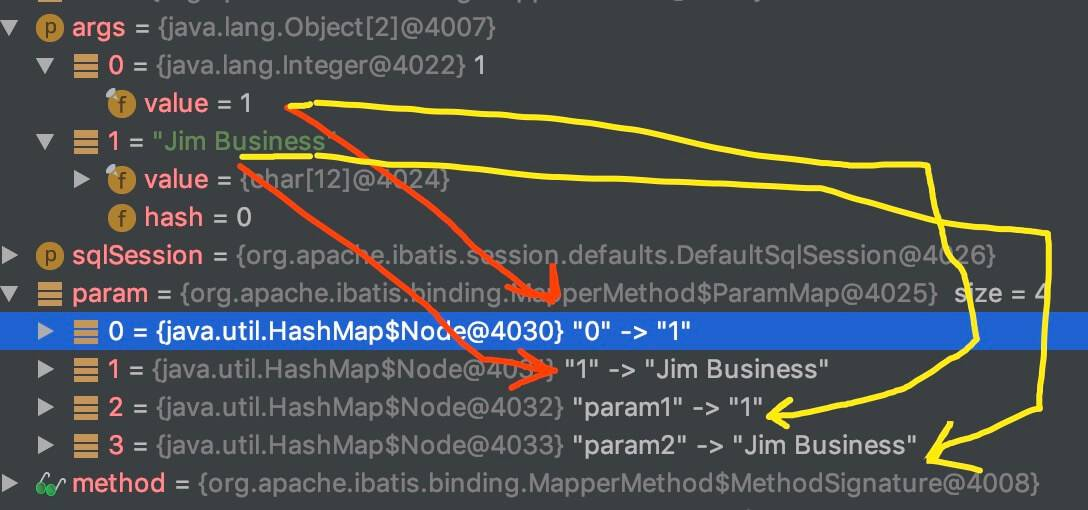 p args = {java.lang.Object[2]@4007}
0 = {java.lang.Integer@4022} 1
f value = 1
1 = "Jim Business"
f value = {char[12]@4024}
f hash = 0
p sqlSession = {org.apache.ibatis.session.defaults.DefaultSqlSession@4026}
param = {org.apache.ibatis.binding.MapperMethod$ParamMap@4025} size = 4
0 = {java.util.HashMap$Node@4030} "0" -> "1"
1 = {java.util.HashMap$Node@4031} "1" -> "Jim Business"
2 = {java.util.HashMap$Node@4032} "param1" -> "1"
3 = {java.util.HashMap$Node@4033} "param2" -> "Jim Business"
method = {org.apache.ibatis.binding.MapperMethod$MethodSignature@4008}